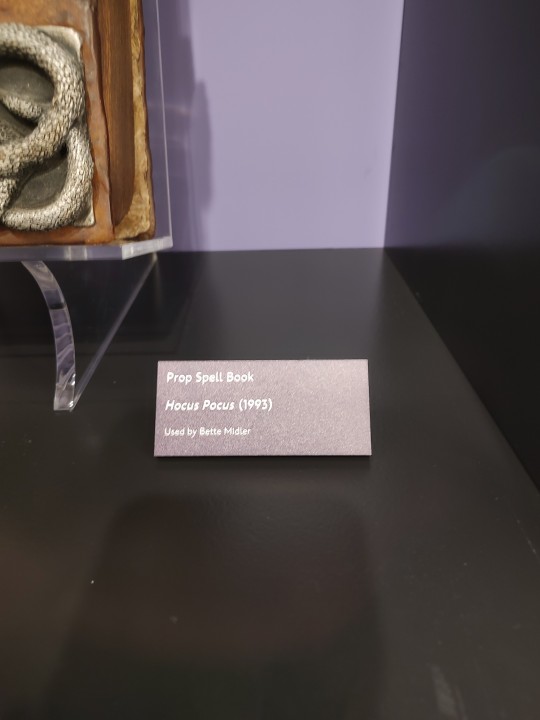 Prop Spell Book
Hocus Pocus (1993)
Used by Bette Midler